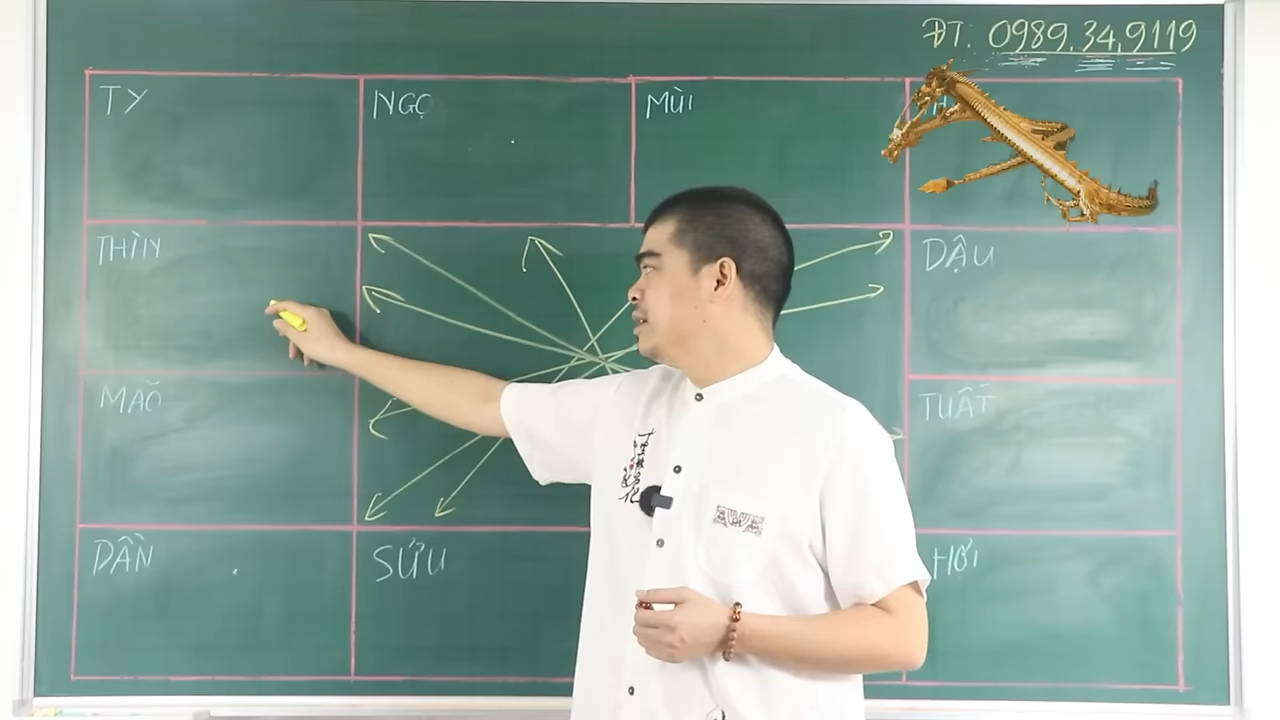 ĐT: 0989.34.9119
TỴ
NGỌ
MÙI
THÌN
DẬU
MÃO
TUẤT
DẦN
SỬU
HỢI